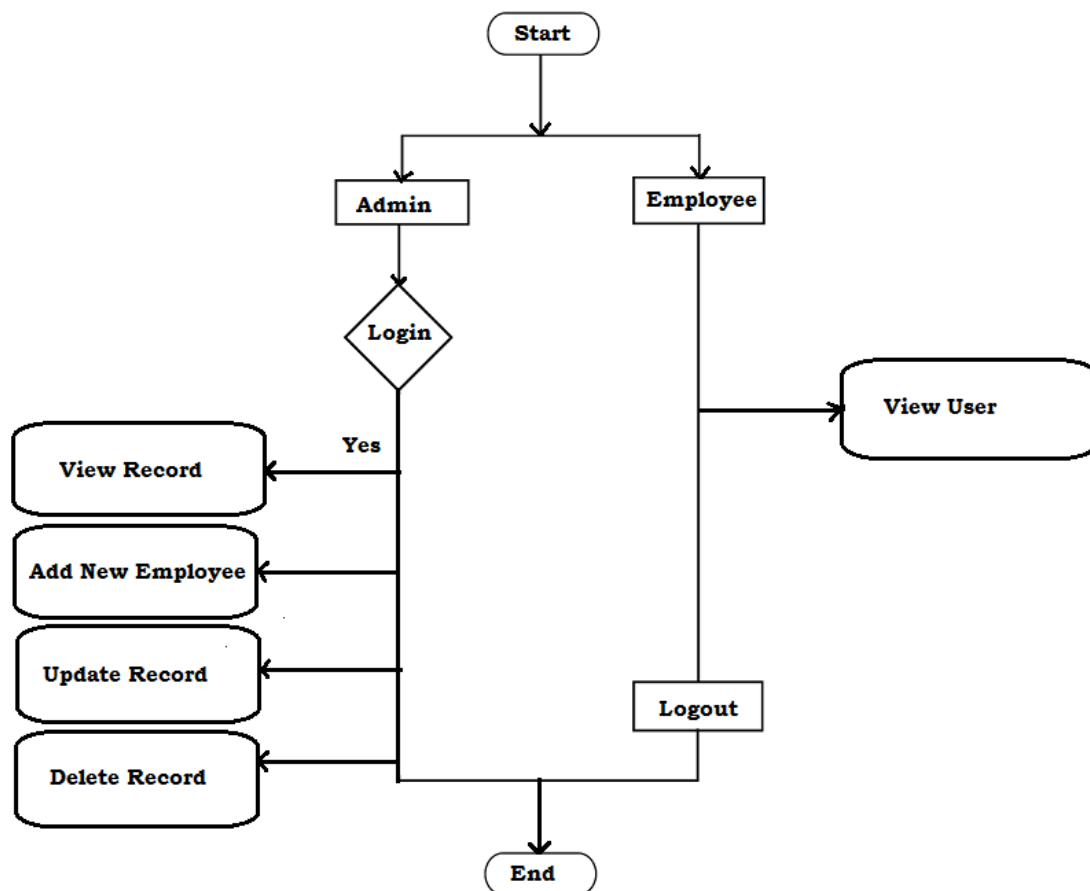 Start
Admin
Employee
Login
View User
Yes
View Record
Add New Employee
Update Record
Logout
Delete Record
End